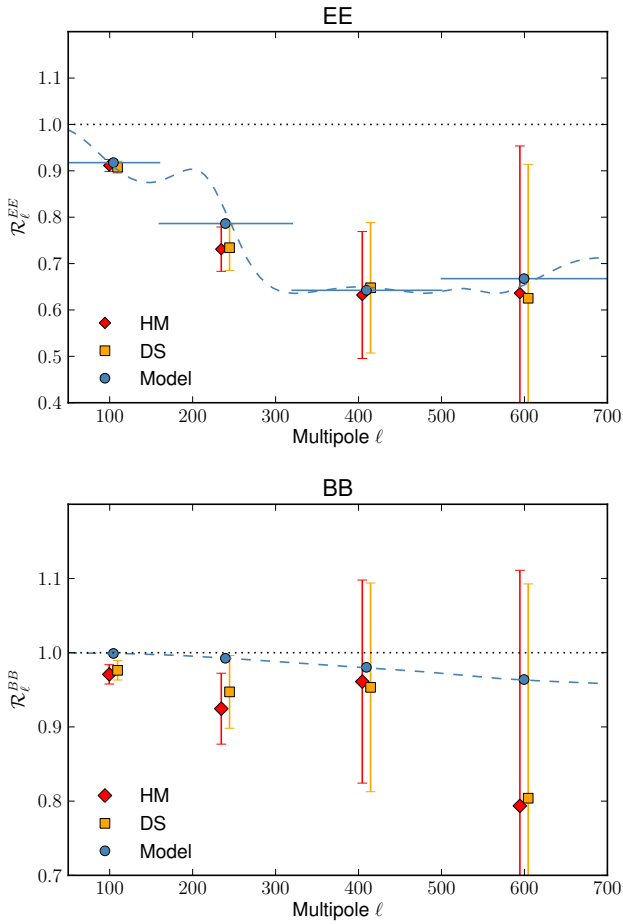 EE
1.1
1.0
0.9
0.8
0.7
0.6
0.5
0.4
ℛ_ℓ^{EE}
HM
DS
Model
100 200 300 400 500 600 700
Multipole ℓ
BB
1.1
1.0
0.9
0.8
0.7
ℛ_ℓ^{BB}
HM
DS
Model
100 200 300 400 500 600 700
Multipole ℓ